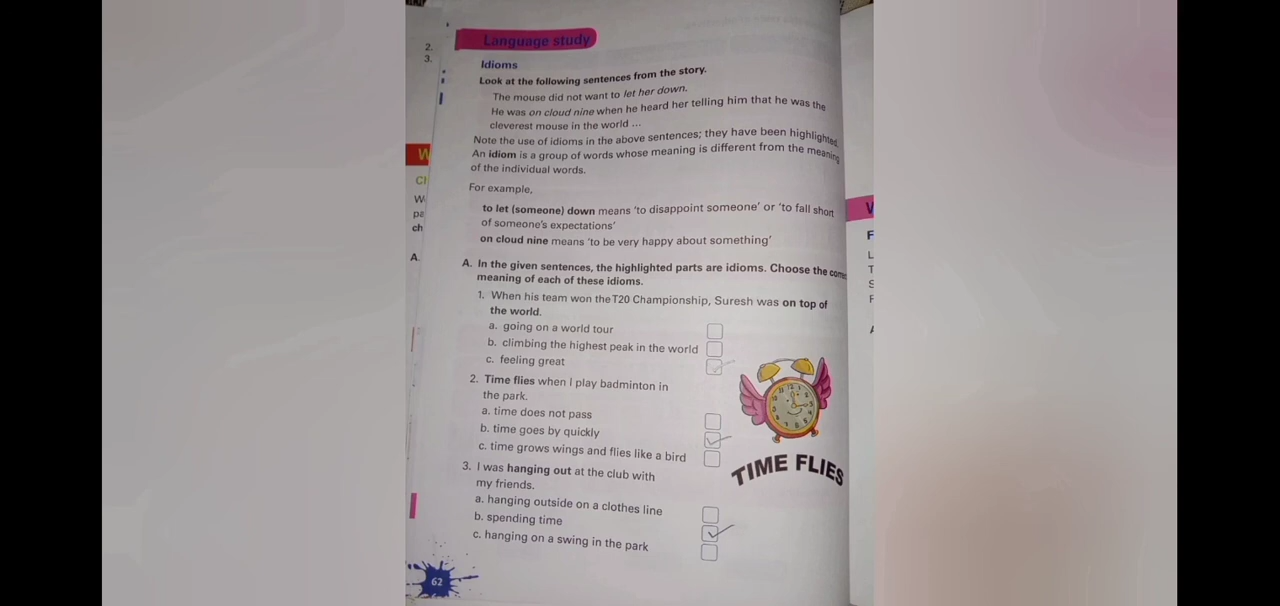 Language study
Idioms
Look at the following sentences from the story.
The mouse did not want to let her down.
He was on cloud nine when he heard her telling him that he was the
cleverest mouse in the world ...
Note the use of idioms in the above sentences; they have been highlighted.
An idiom is a group of words whose meaning is different from the meaning
of the individual words.
For example,
to let (someone) down means 'to disappoint someone' or 'to fall short
of someone's expectations'
on cloud nine means 'to be very happy about something'
A. In the given sentences, the highlighted parts are idioms. Choose the
meaning of each of these idioms.
1. When his team won the T20 Championship, Suresh was on top of
the world.
a. going on a world tour
b. climbing the highest peak in the world
c. feeling great
2. Time flies when I play badminton in
the park.
a. time does not pass
b. time goes by quickly
c. time grows wings and flies like a bird
TIME FLIES
3. I was hanging out at the club with
my friends.
a. hanging outside on a clothes line
b. spending time
c. hanging on a swing in the park
62
2.
3.
A.